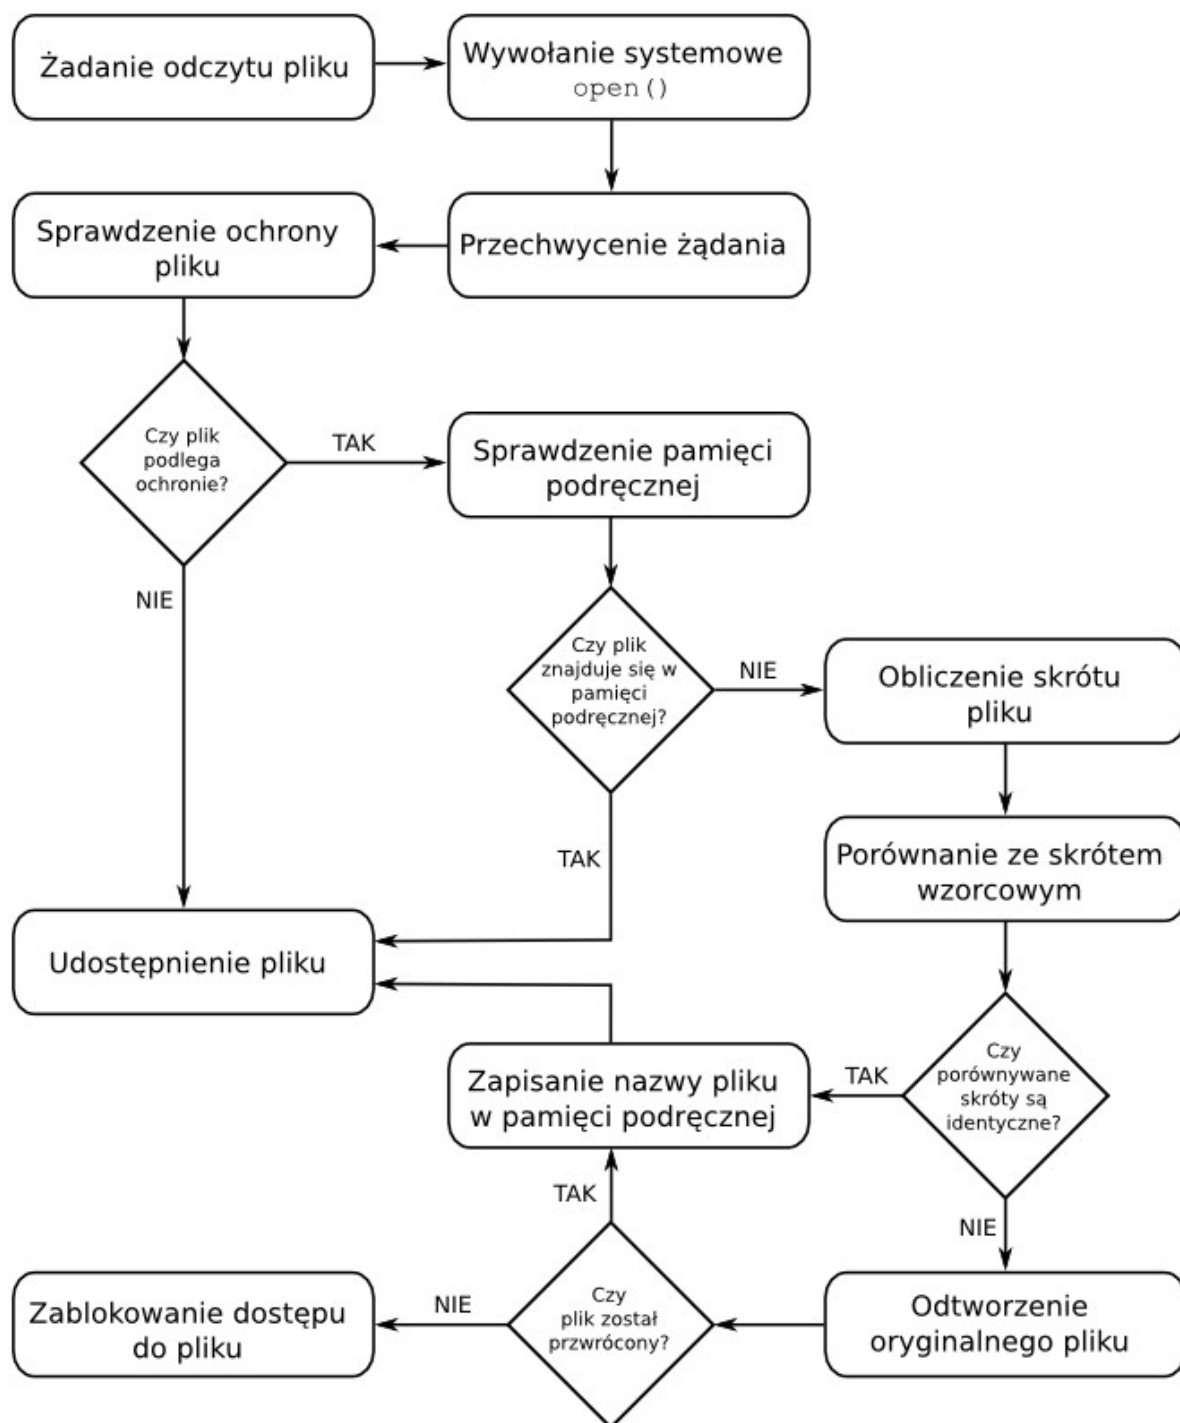 Żadanie odczytu pliku
Wywołanie systemowe
open()
Sprawdzenie ochrony
pliku
Przechwycenie żądania
Czy plik
podlega
ochronie?
TAK
Sprawdzenie pamięci
podręcznej
NIE
Czy plik
znajduje się w
pamięci
podręcznej?
NIE
Obliczenie skrótu
pliku
TAK
Porównanie ze skrótem
wzorcowym
Udostępnienie pliku
Zapisanie nazwy pliku
w pamięci podręcznej
TAK
Czy
porównywane
skróty są
identyczne?
TAK
NIE
Zablokowanie dostępu
do pliku
NIE
Czy
plik został
przwrócony?
Odtworzenie
oryginalnego pliku